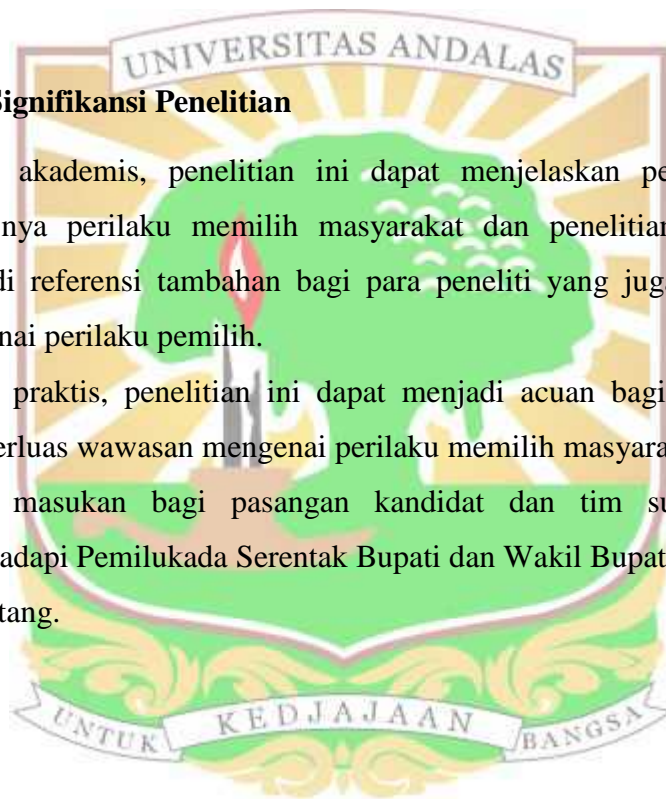 UNIVERSITAS ANDALAS
Signifikansi Penelitian
akademis, penelitian ini dapat menjelaskan pe
nya perilaku memilih masyarakat dan penelitian
di referensi tambahan bagi para peneliti yang juga
nai perilaku pemilih.
praktis, penelitian ini dapat menjadi acuan bagi
erluas wawasan mengenai perilaku memilih masyara
masukan bagi pasangan kandidat dan tim su
adapi Pemilukada Serentak Bupati dan Wakil Bupat
tang.
UNTUK KEDJAJAAN BANGSA